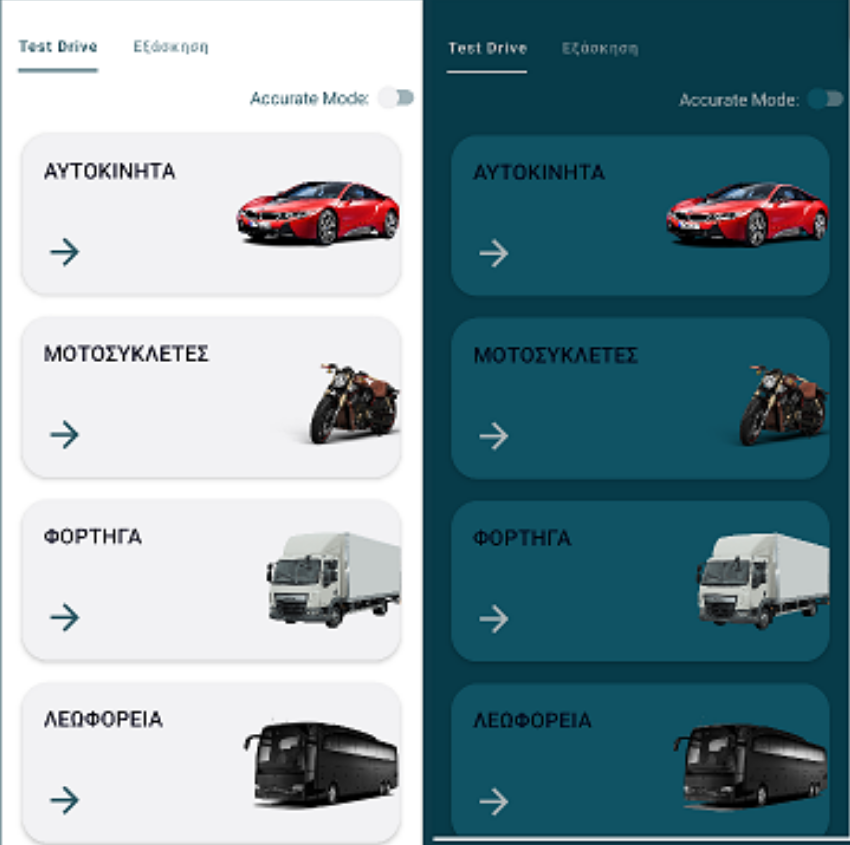 Test Drive Εξάσκηση
Accurate Mode:
ΑΥΤΟΚΙΝΗΤΑ
ΜΟΤΟΣΥΚΛΕΤΕΣ
ΦΟΡΤΗΓΑ
ΛΕΩΦΟΡΕΙΑ
Test Drive Εξάσκηση
Accurate Mode:
ΑΥΤΟΚΙΝΗΤΑ
ΜΟΤΟΣΥΚΛΕΤΕΣ
ΦΟΡΤΗΓΑ
ΛΕΩΦΟΡΕΙΑ